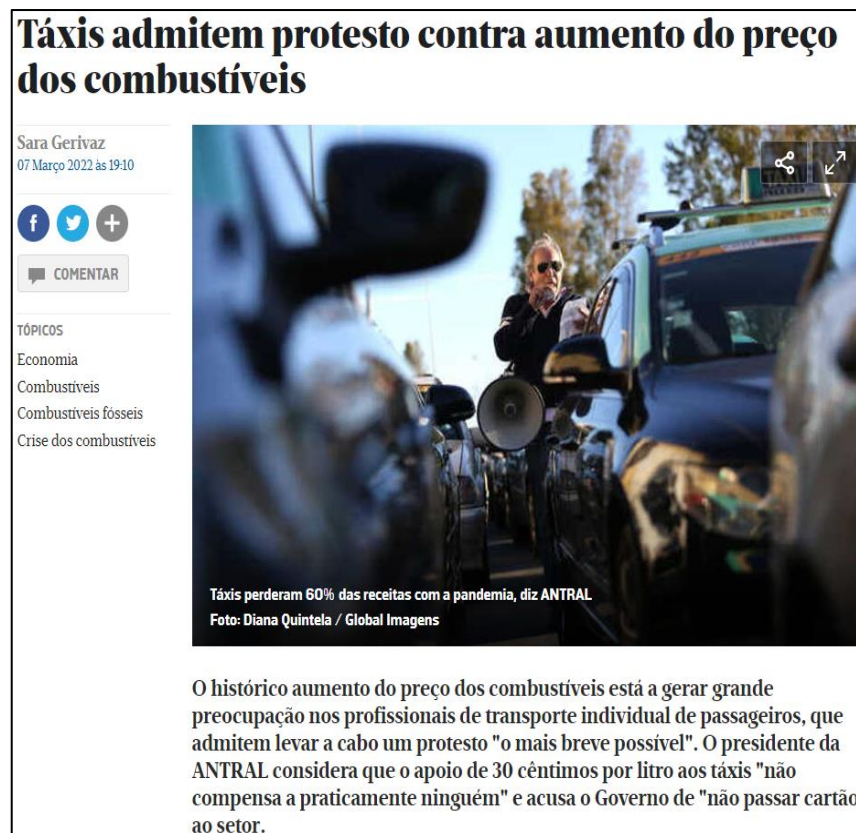 Táxis admitem protesto contra aumento do preço
dos combustíveis
Sara Gerivaz
07 Março 2022 às 19:10
COMENTAR
TÓPICOS
Economia
Combustíveis
Combustíveis fósseis
Crise dos combustíveis
Táxis perderam 60% das receitas com a pandemia, diz ANTRAL
Foto: Diana Quintela / Global Imagens
O histórico aumento do preço dos combustíveis está a gerar grande
preocupação nos profissionais de transporte individual de passageiros, que
admitem levar a cabo um protesto "o mais breve possível". O presidente da
ANTRAL considera que o apoio de 30 cêntimos por litro aos táxis "não
compensa a praticamente ninguém" e acusa o Governo de "não passar cartão
ao setor.